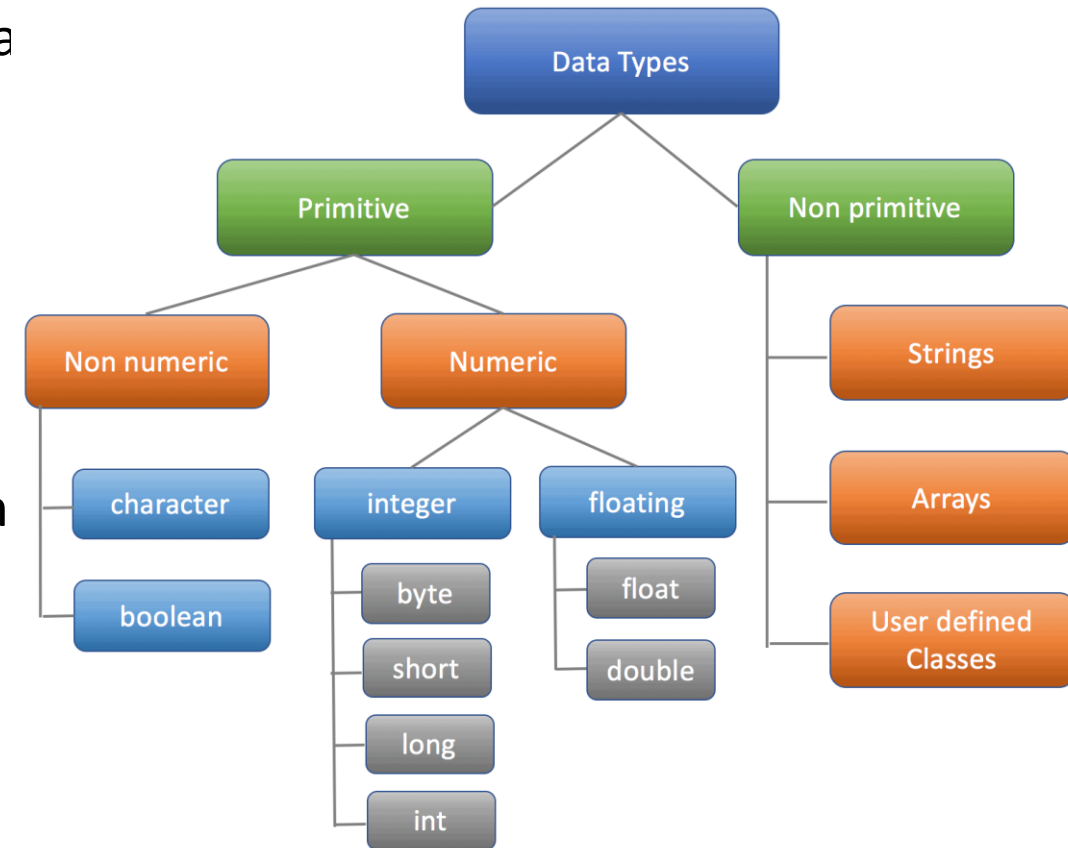 a
Data Types
Primitive
Non primitive
Non numeric
Numeric
Strings
character
integer
floating
Arrays
n
boolean
byte
float
User defined
Classes
short
double
long
int